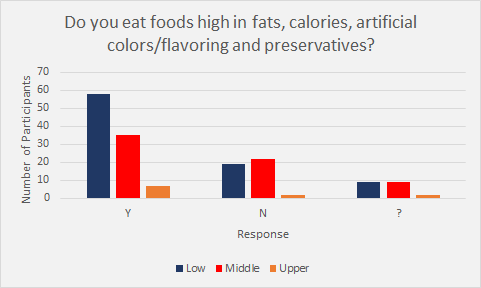 Do you eat foods high in fats, calories, artificial
colors/flavoring and preservatives?
Number of Participants
70
60
50
40
30
20
10
0
Y N ?
Response
Low Middle Upper